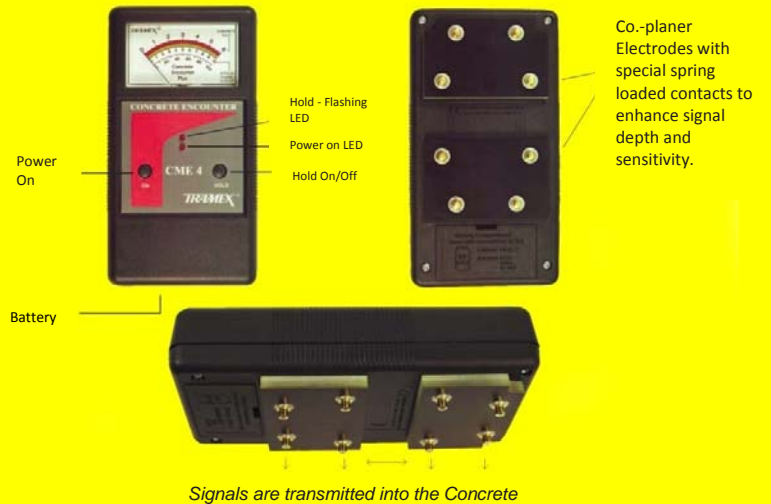 TRAMEX
Concrete
Encounter
Plus
CONCRETE ENCOUNTER
CME 4
ON
HOLD
TRAMEX
Hold - Flashing
LED
Power on LED
Hold On/Off
Power
On
Battery
Co.-planer
Electrodes with
special spring
loaded contacts to
enhance signal
depth and
sensitivity.
Signals are transmitted into the Concrete